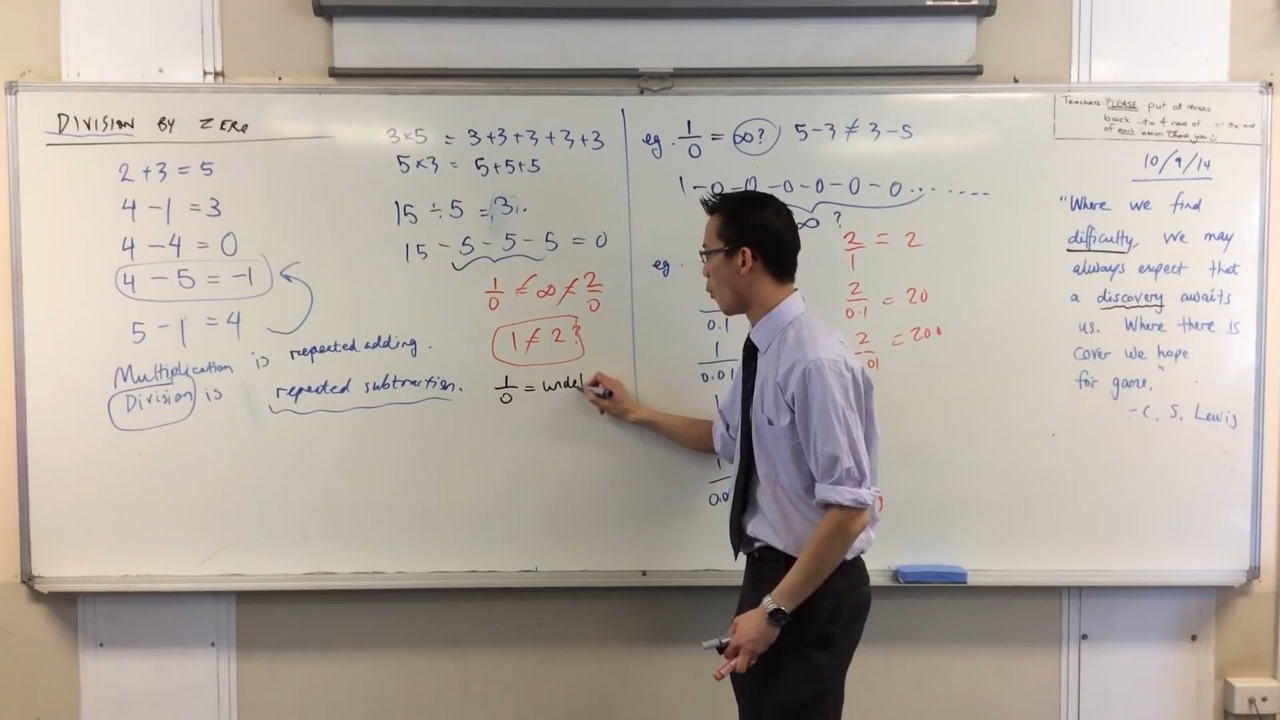 DIVISION BY ZERO
2 + 3 = 5
4 - 1 = 3
4 - 4 = 0
4 - 5 = -1
5 - 1 = 4
Multiplication is repeated adding.
Division is repeated subtraction.
3×5 = 3+3+3+3+3
5×3 = 5+5+5
15 ÷ 5 = 3.
15 - 5 - 5 - 5 = 0
1/0 ≠ ∞ ≠ 2/0
1 ≠ 2?
1/0 = undef
eg. 1/0 = ∞? 5-3 ≠ 3-5
1-0-0-0-0-0-0... ....
∞ ?
eg.
1/0.1
1/0.01
2/1 = 2
2/0.1 = 20
= 200
Teachers: PLEASE put all
back into 4 rows of
of each lesson Thank you
10/9/14
"Where we find
difficulty, we may
always expect that
a discovery awaits
us. Where there is
cover we hope
for game."
- C. S. Lewis